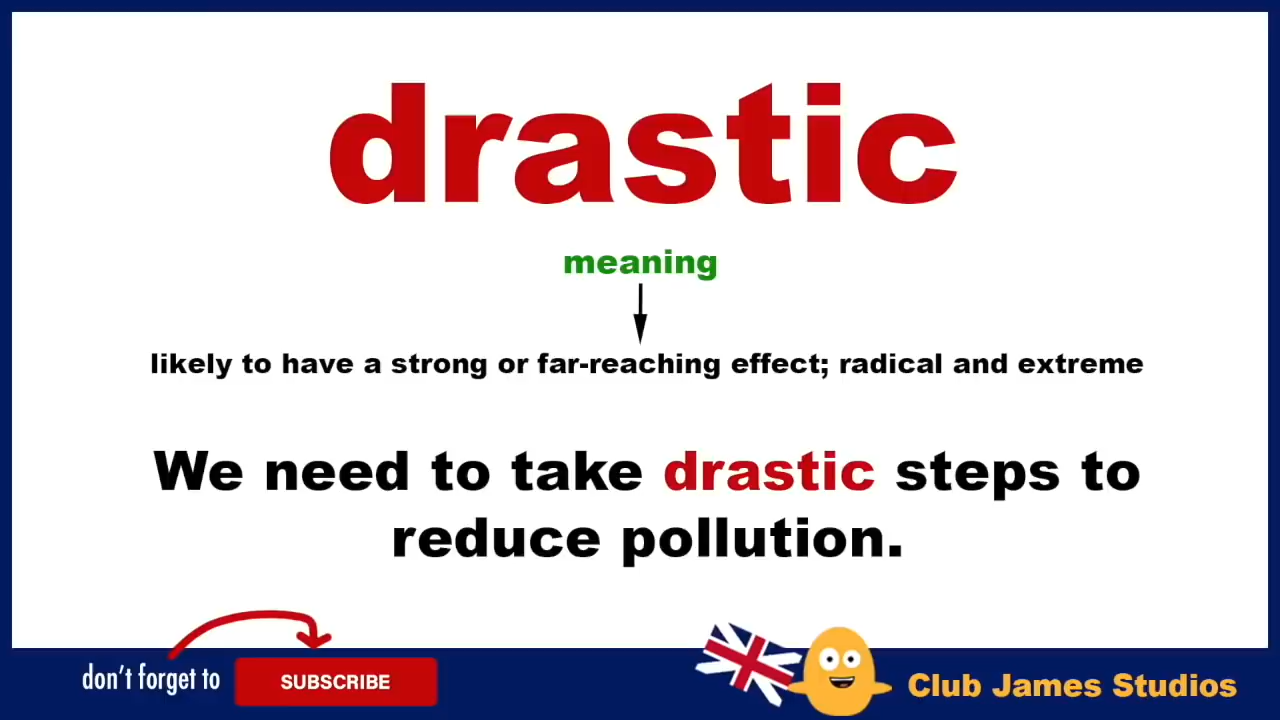 drastic
meaning
likely to have a strong or far-reaching effect; radical and extreme
We need to take drastic steps to
reduce pollution.
don't forget to
SUBSCRIBE
Club James Studios